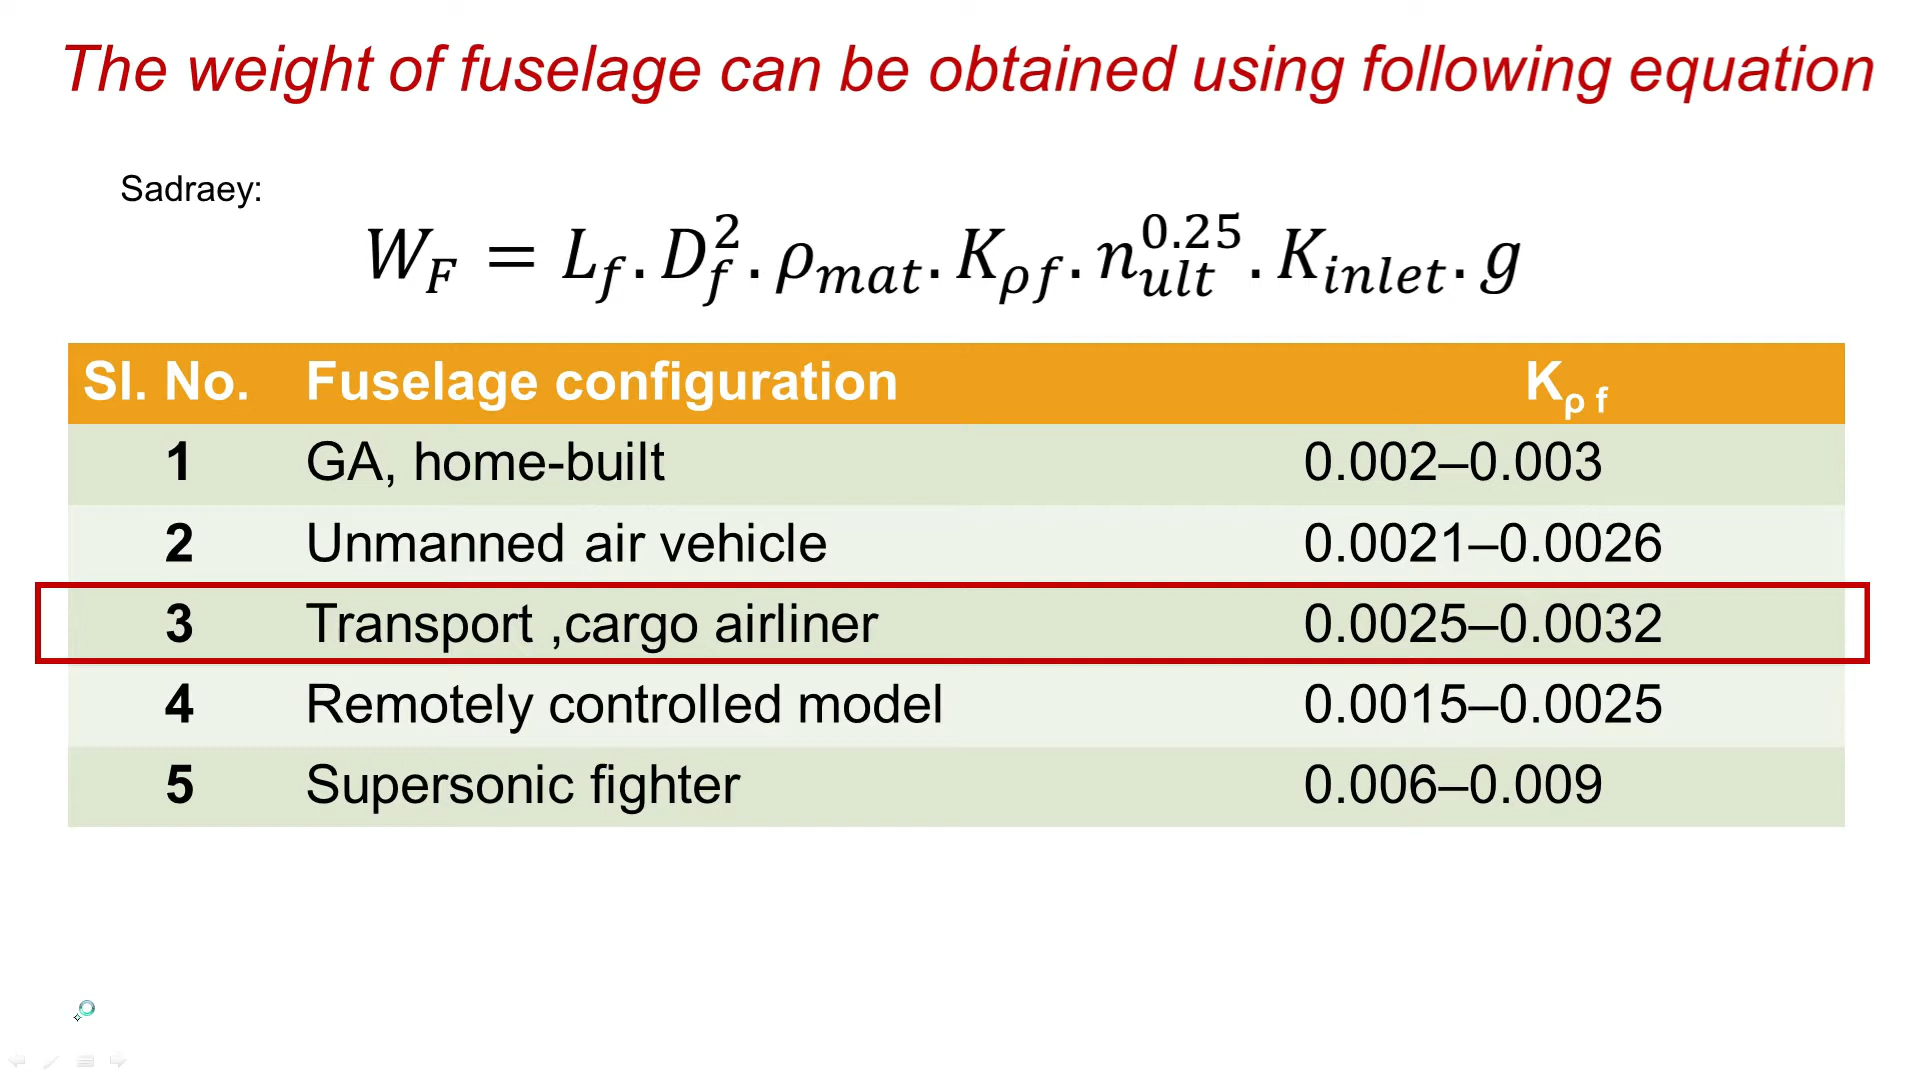 The weight of fuselage can be obtained using following equation
Sadraey:
W_F = L_f . D_f^2 . ρ_mat . K_ρf . n_ult^0.25 . K_inlet . g
Sl. No. Fuselage configuration K_ρ f
1 GA, home-built 0.002–0.003
2 Unmanned air vehicle 0.0021–0.0026
3 Transport ,cargo airliner 0.0025–0.0032
4 Remotely controlled model 0.0015–0.0025
5 Supersonic fighter 0.006–0.009